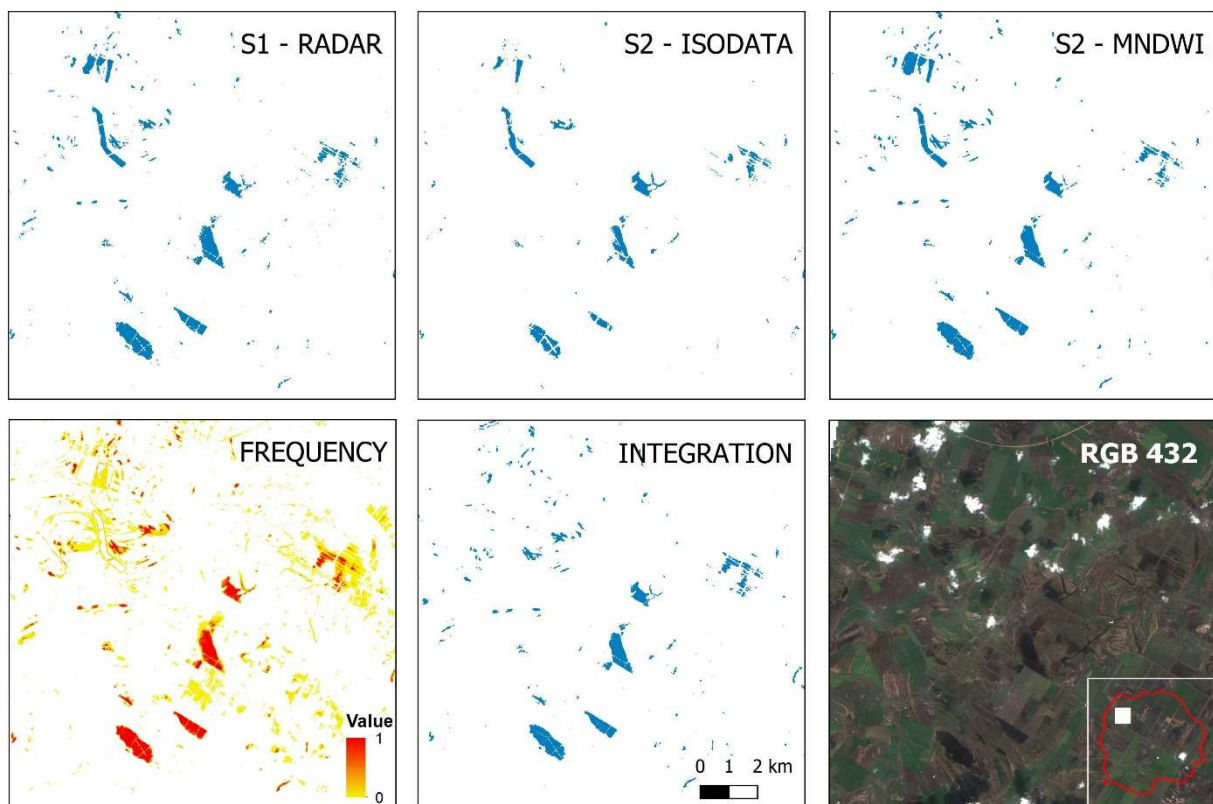 S1 - RADAR
S2 - ISODATA
S2 - MNDWI
FREQUENCY
Value
1
0
INTEGRATION
0 1 2 km
RGB 432